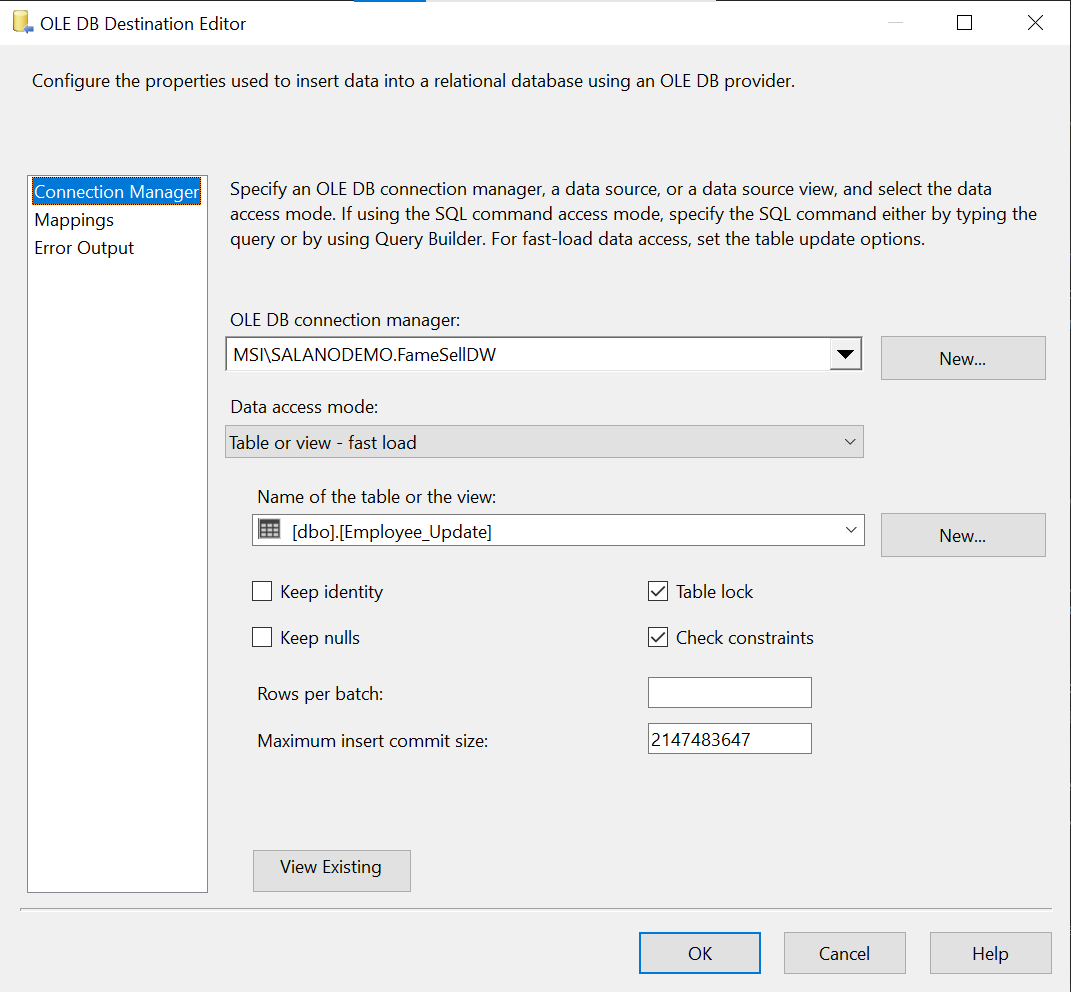 OLE DB Destination Editor
Configure the properties used to insert data into a relational database using an OLE DB provider.
Connection Manager
Mappings
Error Output
Specify an OLE DB connection manager, a data source, or a data source view, and select the data
access mode. If using the SQL command access mode, specify the SQL command either by typing the
query or by using Query Builder. For fast-load data access, set the table update options.
OLE DB connection manager:
MSI\SALANODEMO.FameSellDW
New...
Data access mode:
Table or view - fast load
Name of the table or the view:
[dbo].[Employee_Update]
New...
Keep identity
Table lock
Keep nulls
Check constraints
Rows per batch:
Maximum insert commit size:
2147483647
View Existing
OK
Cancel
Help